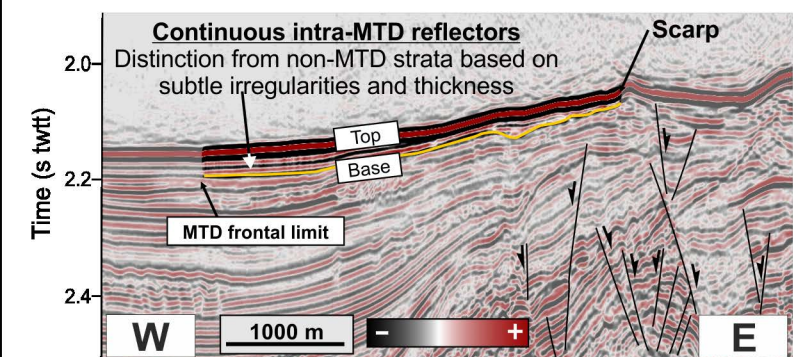 Continuous intra-MTD reflectors
Distinction from non-MTD strata based on
subtle irregularities and thickness
Scarp
2.0
Top
Base
2.2
MTD frontal limit
Time (s twtt)
2.4
W
1000 m
- +
E